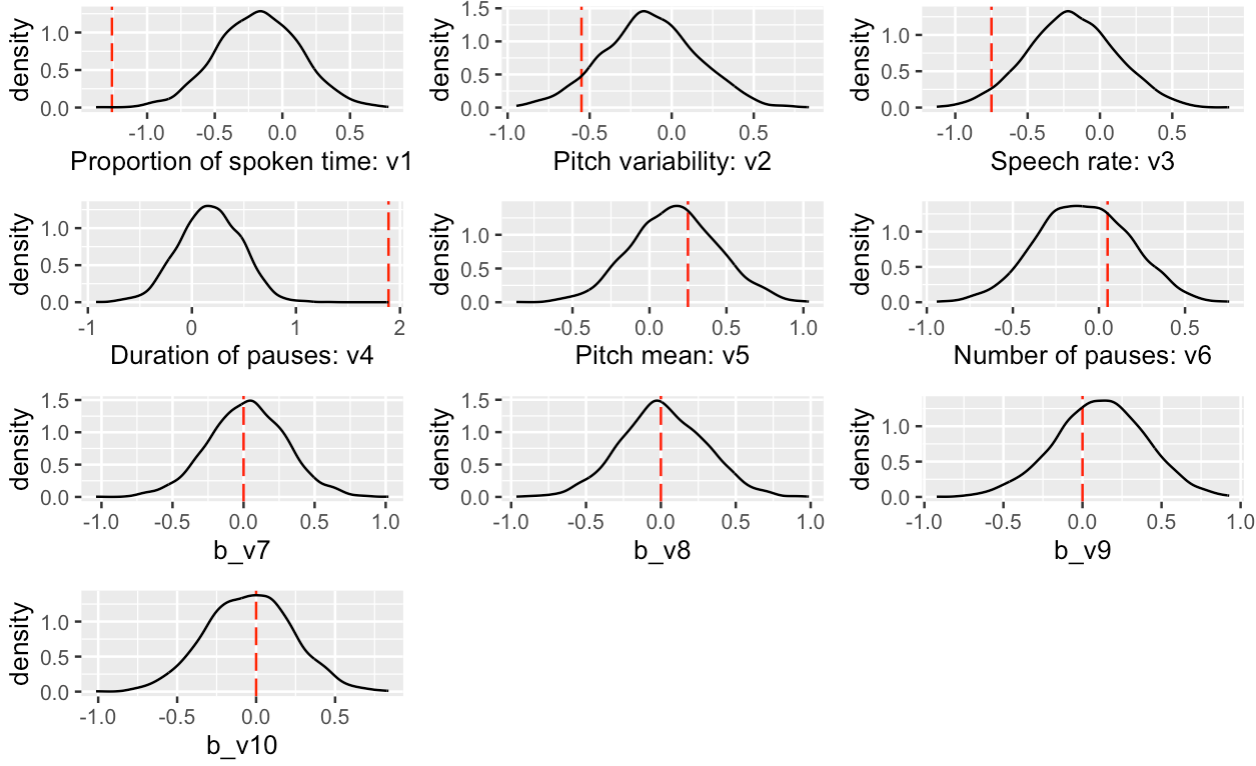 density
1.0
0.5
0.0
-1.0 -0.5 0.0 0.5
Proportion of spoken time: v1
density
1.5
1.0
0.5
0.0
-1.0 -0.5 0.0 0.5
Pitch variability: v2
density
1.0
0.5
0.0
-1.0 -0.5 0.0 0.5
Speech rate: v3
density
1.0
0.5
0.0
-1 0 1 2
Duration of pauses: v4
density
1.0
0.5
0.0
-0.5 0.0 0.5 1.0
Pitch mean: v5
density
1.0
0.5
0.0
-1.0 -0.5 0.0 0.5
Number of pauses: v6
density
1.5
1.0
0.5
0.0
-1.0 -0.5 0.0 0.5 1.0
b_v7
density
1.5
1.0
0.5
0.0
-1.0 -0.5 0.0 0.5 1.0
b_v8
density
1.0
0.5
0.0
-1.0 -0.5 0.0 0.5 1.0
b_v9
density
1.0
0.5
0.0
-1.0 -0.5 0.0 0.5
b_v10